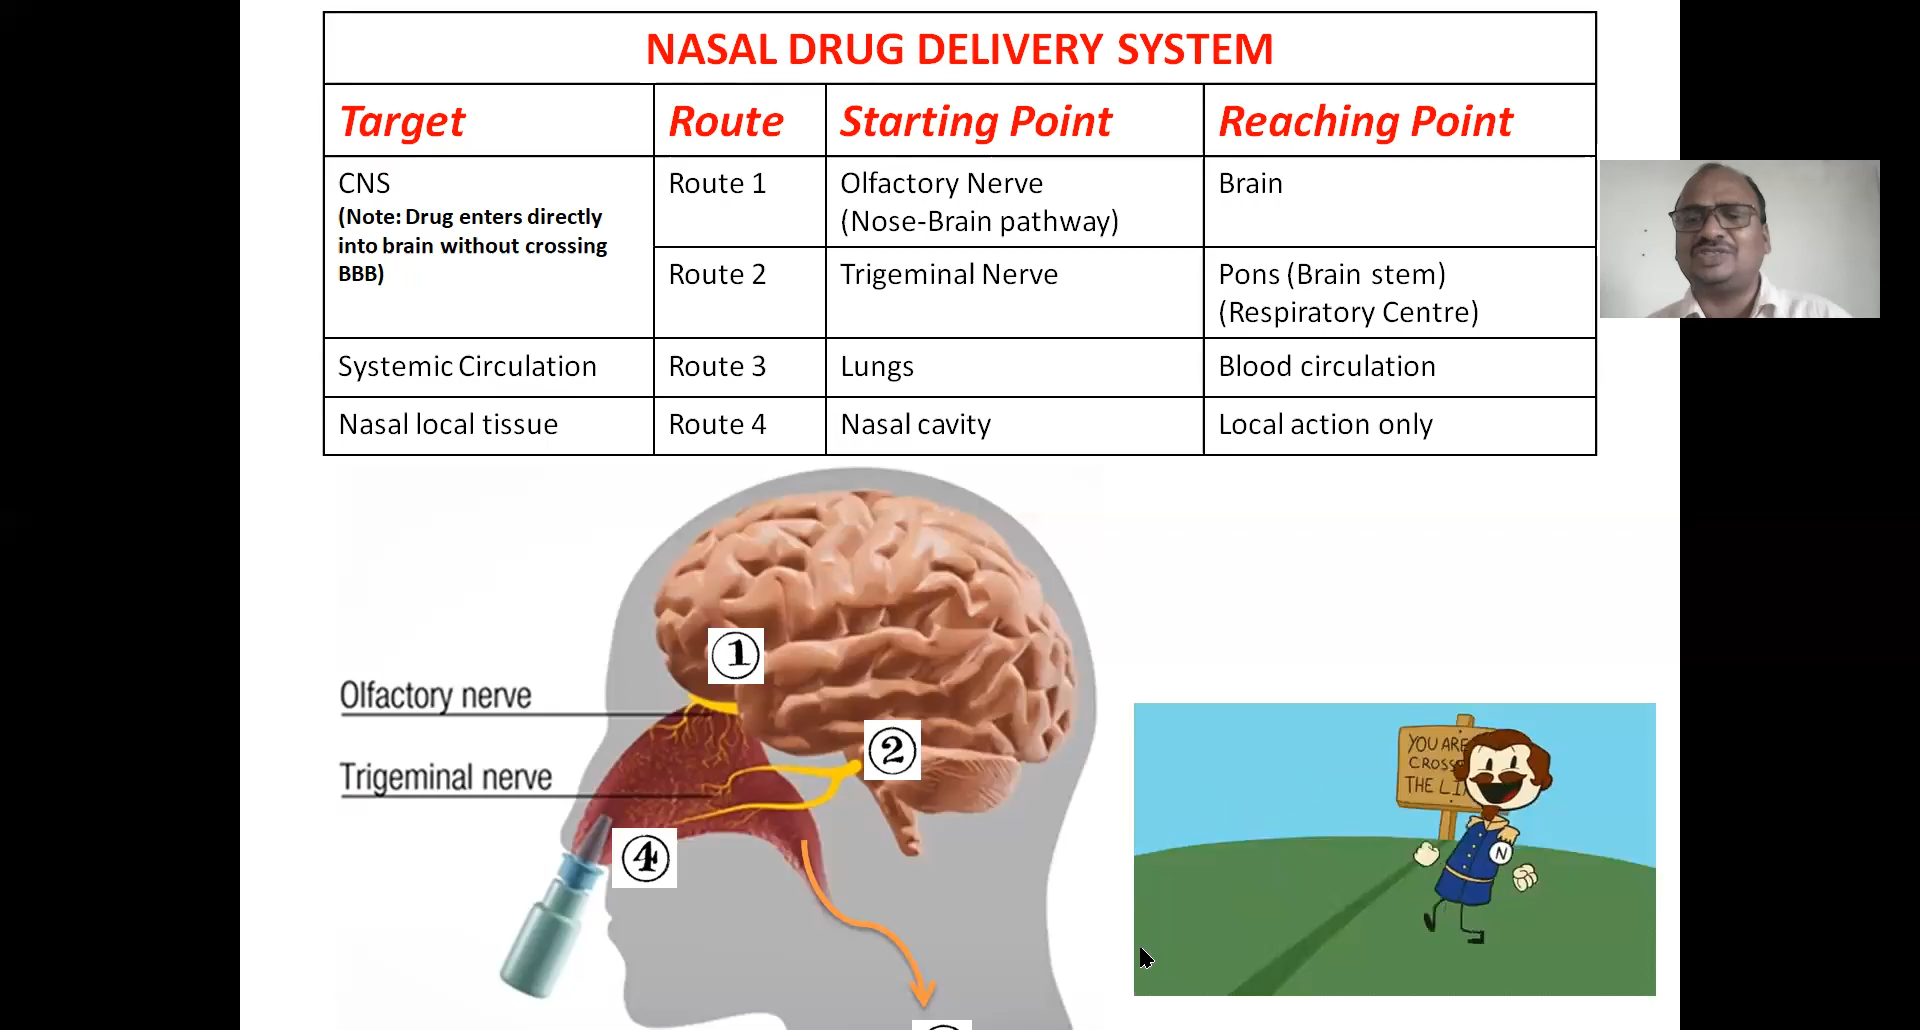 NASAL DRUG DELIVERY SYSTEM
Target Route Starting Point Reaching Point
CNS
(Note: Drug enters directly
into brain without crossing
BBB)
Route 1
Olfactory Nerve
(Nose-Brain pathway)
Brain
Route 2
Trigeminal Nerve
Pons (Brain stem)
(Respiratory Centre)
Systemic Circulation Route 3 Lungs Blood circulation
Nasal local tissue Route 4 Nasal cavity Local action only
1
Olfactory nerve
2
Trigeminal nerve
4
YOU ARE
THE
N